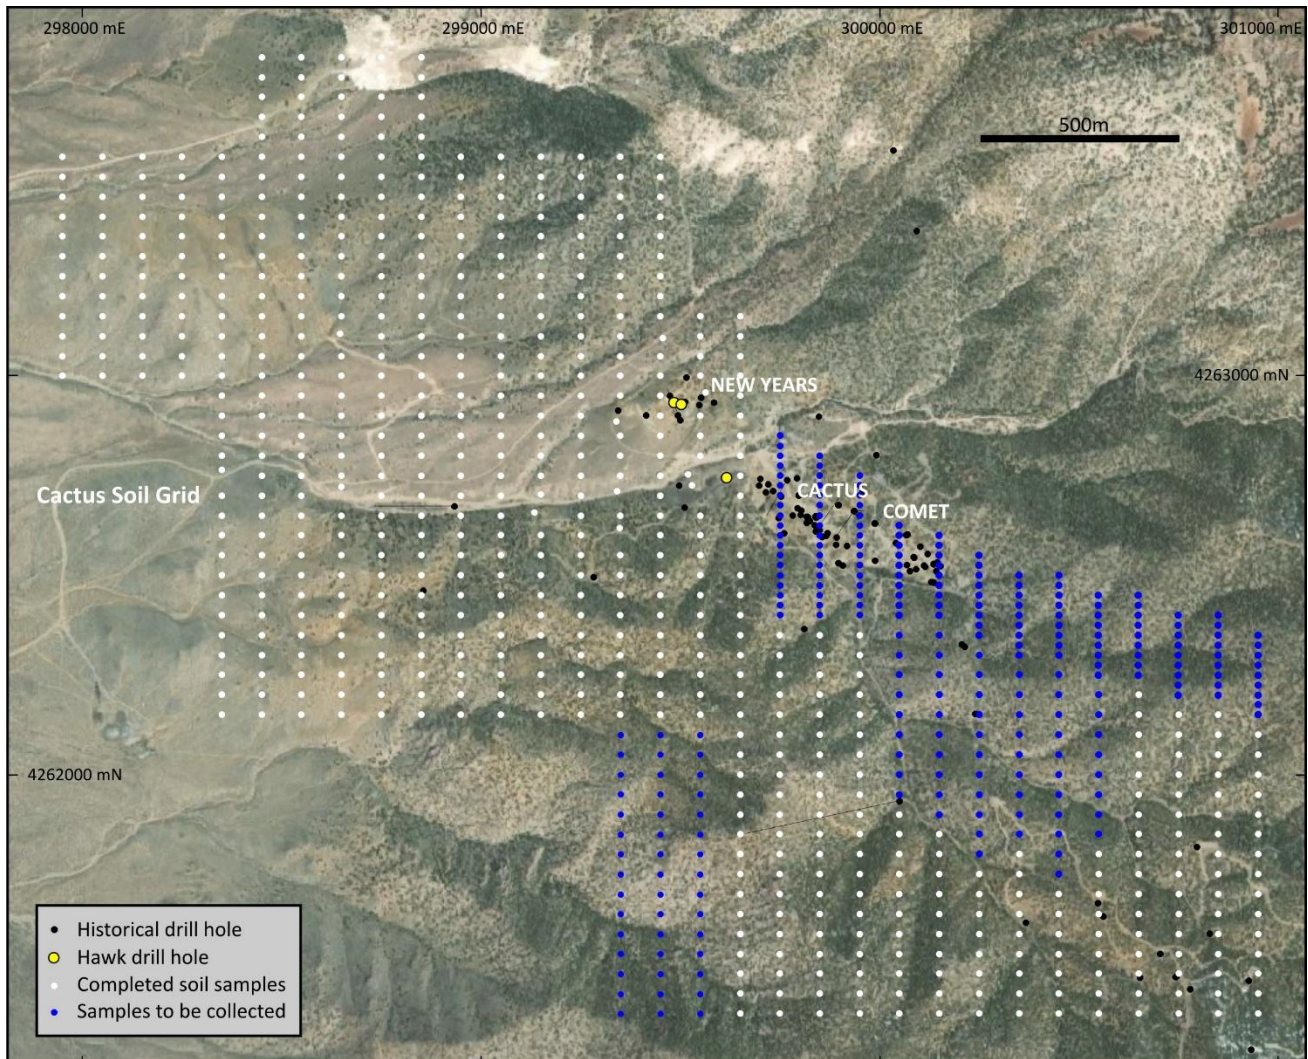 298000 mE
299000 mE
300000 mE
301000 mE
500m
NEW YEARS
4263000 mN
Cactus Soil Grid
CACTUS
COMET
4262000 mN
Historical drill hole
Hawk drill hole
Completed soil samples
Samples to be collected